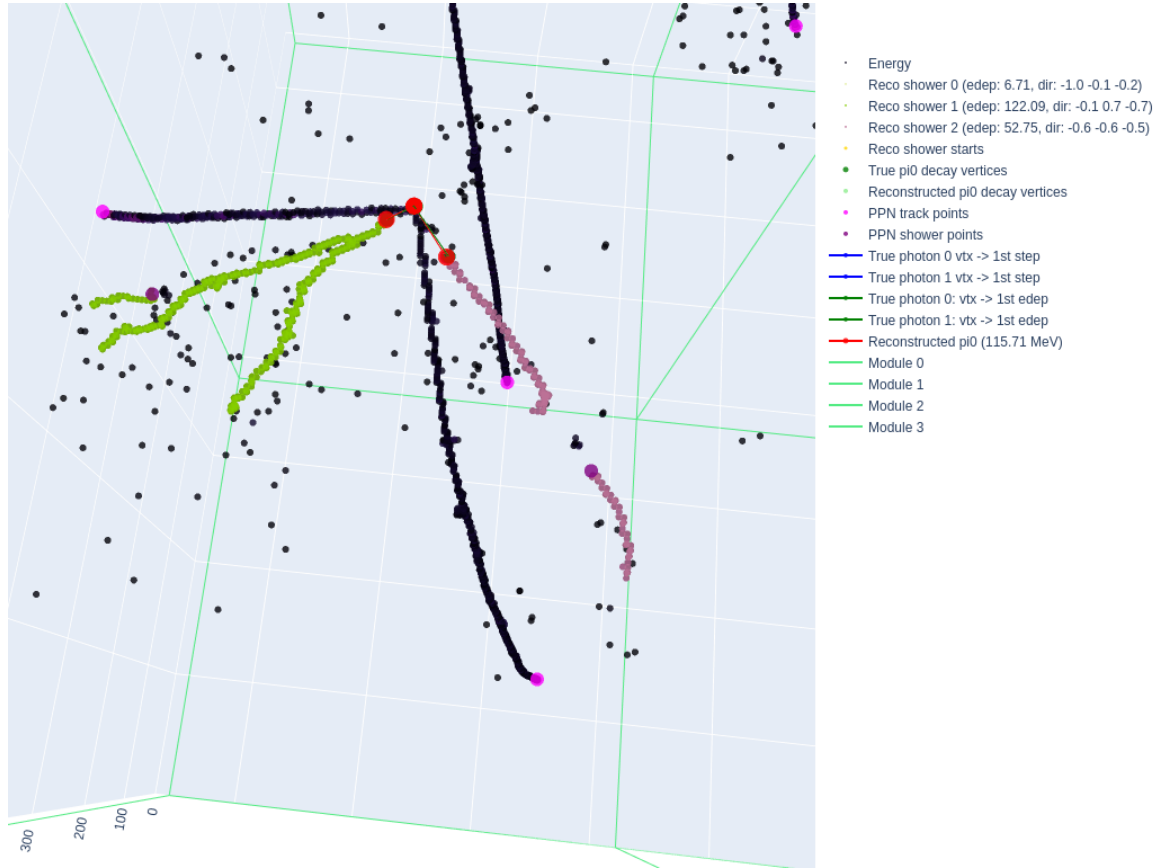 Energy
Reco shower 0 (edep: 6.71, dir: -1.0 -0.1 -0.2)
Reco shower 1 (edep: 122.09, dir: -0.1 0.7 -0.7)
Reco shower 2 (edep: 52.75, dir: -0.6 -0.6 -0.5)
Reco shower starts
True pi0 decay vertices
Reconstructed pi0 decay vertices
PPN track points
PPN shower points
True photon 0 vtx -> 1st step
True photon 1 vtx -> 1st step
True photon 0: vtx -> 1st edep
True photon 1: vtx -> 1st edep
Reconstructed pi0 (115.71 MeV)
Module 0
Module 1
Module 2
Module 3
300
200
100
0